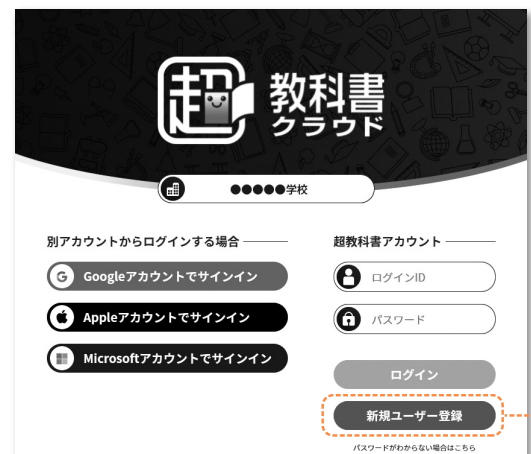 超
教科書
クラウド
●●●●●学校
別アカウントからログインする場合
Googleアカウントでサインイン
Appleアカウントでサインイン
Microsoftアカウントでサインイン
超教科書アカウント
ログインID
パスワード
ログイン
新規ユーザー登録
パスワードがわからない場合はこちら